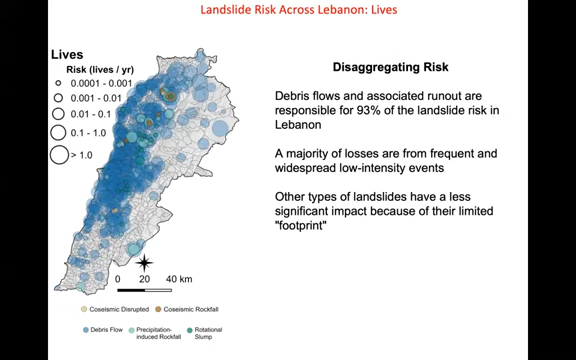 Landslide Risk Across Lebanon: Lives
Lives
Risk (lives / yr)
0.0001 - 0.001
0.001 - 0.01
0.01 - 0.1
0.1 - 1.0
> 1.0
Disaggregating Risk
Debris flows and associated runout are
responsible for 93% of the landslide risk in
Lebanon
A majority of losses are from frequent and
widespread low-intensity events
Other types of landslides have a less
significant impact because of their limited
"footprint"
0 20 40 km
Coseismic Disrupted Coseismic Rockfall
Debris Flow Precipitation- Rotational
induced Rockfall Slump